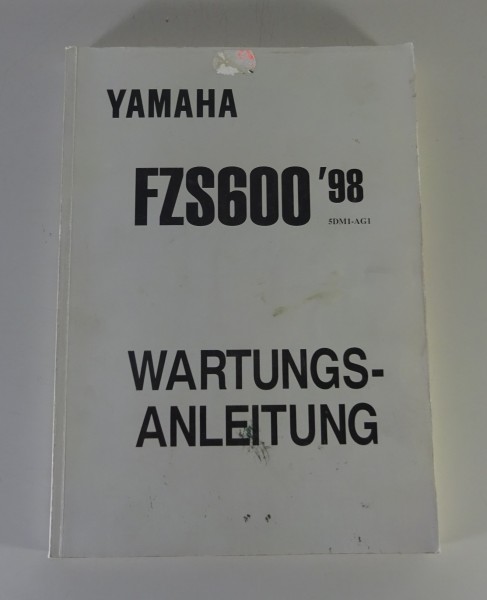 YAMAHA
FZS600 '98
5DM1-AG1
WARTUNGS-
ANLEITUNG